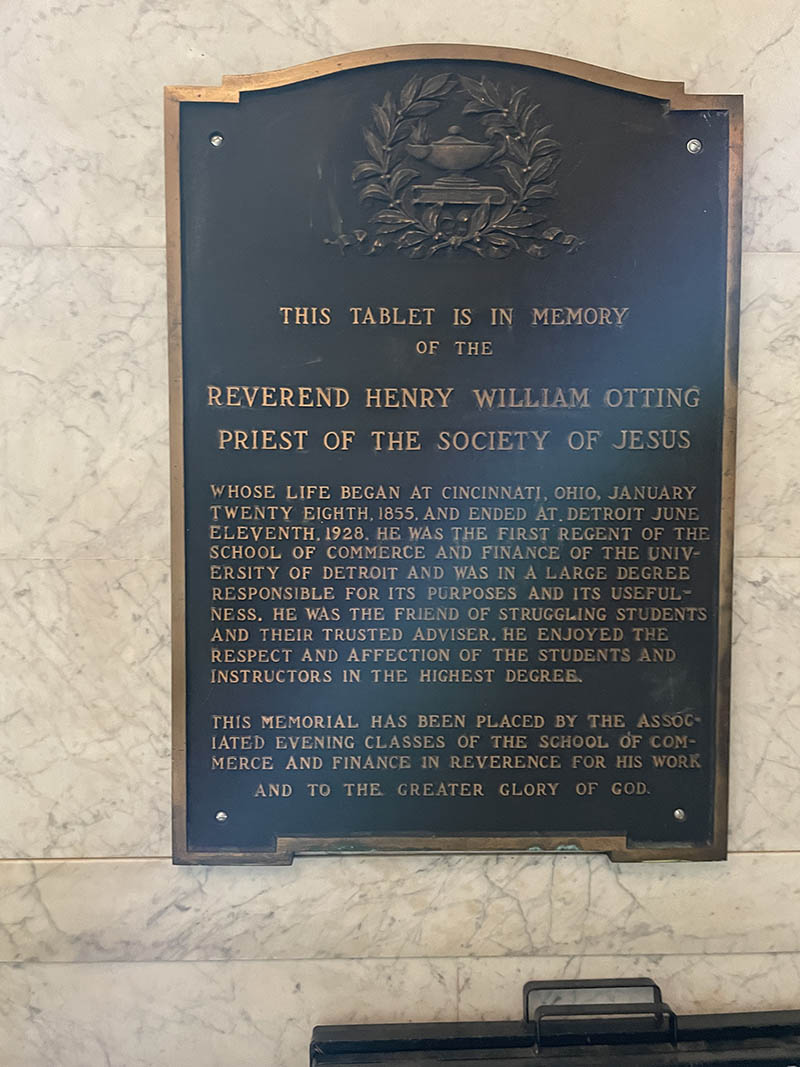 THIS TABLET IS IN MEMORY
OF THE
REVEREND HENRY WILLIAM OTTING
PRIEST OF THE SOCIETY OF JESUS
WHOSE LIFE BEGAN AT CINCINNATI, OHIO, JANUARY
TWENTY EIGHTH, 1855, AND ENDED AT, DETROIT JUNE
ELEVENTH, 1928. HE WAS THE FIRST REGENT OF THE
SCHOOL OF COMMERCE AND FINANCE OF THE UNIV-
ERSITY OF DETROIT AND WAS IN A LARGE DEGREE
RESPONSIBLE FOR ITS PURPOSES AND ITS USEFUL-
NESS. HE WAS THE FRIEND OF STRUGGLING STUDENTS
AND THEIR TRUSTED ADVISER. HE ENJOYED THE
RESPECT AND AFFECTION OF THE STUDENTS AND
INSTRUCTORS IN THE HIGHEST DEGREE.
THIS MEMORIAL HAS BEEN PLACED BY THE ASSOC-
IATED EVENING CLASSES OF THE SCHOOL OF COM-
MERCE AND FINANCE IN REVERENCE FOR HIS WORK
AND TO THE GREATER GLORY OF GOD.